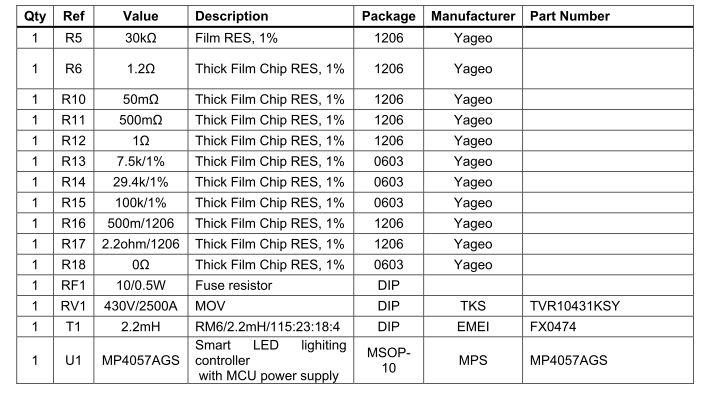 Qty Ref Value Description Package Manufacturer Part Number
1 R5 30kΩ Film RES, 1% 1206 Yageo
1 R6 1.2Ω Thick Film Chip RES, 1% 1206 Yageo
1 R10 50mΩ Thick Film Chip RES, 1% 1206 Yageo
1 R11 500mΩ Thick Film Chip RES, 1% 1206 Yageo
1 R12 1Ω Thick Film Chip RES, 1% 1206 Yageo
1 R13 7.5k/1% Thick Film Chip RES, 1% 0603 Yageo
1 R14 29.4k/1% Thick Film Chip RES, 1% 0603 Yageo
1 R15 100k/1% Thick Film Chip RES, 1% 0603 Yageo
1 R16 500m/1206 Thick Film Chip RES, 1% 1206 Yageo
1 R17 2.2ohm/1206 Thick Film Chip RES, 1% 1206 Yageo
1 R18 0Ω Thick Film Chip RES, 1% 0603 Yageo
1 RF1 10/0.5W Fuse resistor DIP
1 RV1 430V/2500A MOV DIP TKS TVR10431KSY
1 T1 2.2mH RM6/2.2mH/115:23:18:4 DIP EMEI FX0474
1 U1 MP4057AGS Smart LED lighiting controller with MCU power supply MSOP-10 MPS MP4057AGS